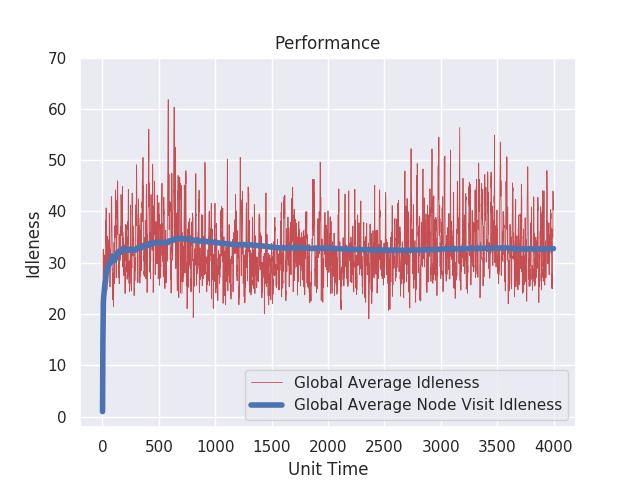 Performance
70
60
50
40
30
20
10
0
Idleness
Global Average Idleness
Global Average Node Visit Idleness
0 500 1000 1500 2000 2500 3000 3500 4000
Unit Time